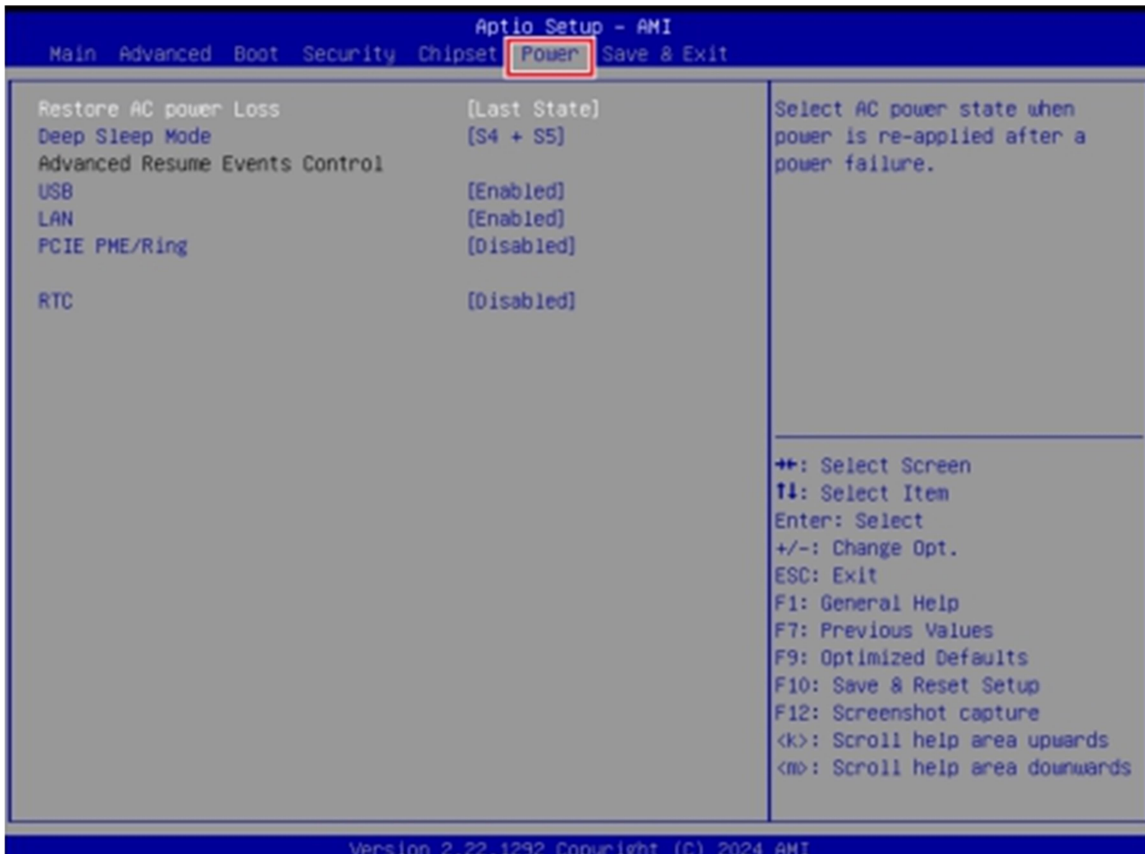 Aptio Setup - AMI
Main Advanced Boot Security Chipset Power Save & Exit
Restore AC power Loss [Last State]
Deep Sleep Mode [S4 + S5]
Advanced Resume Events Control
USB [Enabled]
LAN [Enabled]
PCIE PME/Ring [Disabled]
RTC [Disabled]
Select AC power state when
power is re-applied after a
power failure.
→←: Select Screen
↑↓: Select Item
Enter: Select
+/-: Change Opt.
ESC: Exit
F1: General Help
F7: Previous Values
F9: Optimized Defaults
F10: Save & Reset Setup
F12: Screenshot capture
<k>: Scroll help area upwards
<m>: Scroll help area downwards
Version 2.22.1292 Copyright (C) 2024 AMI